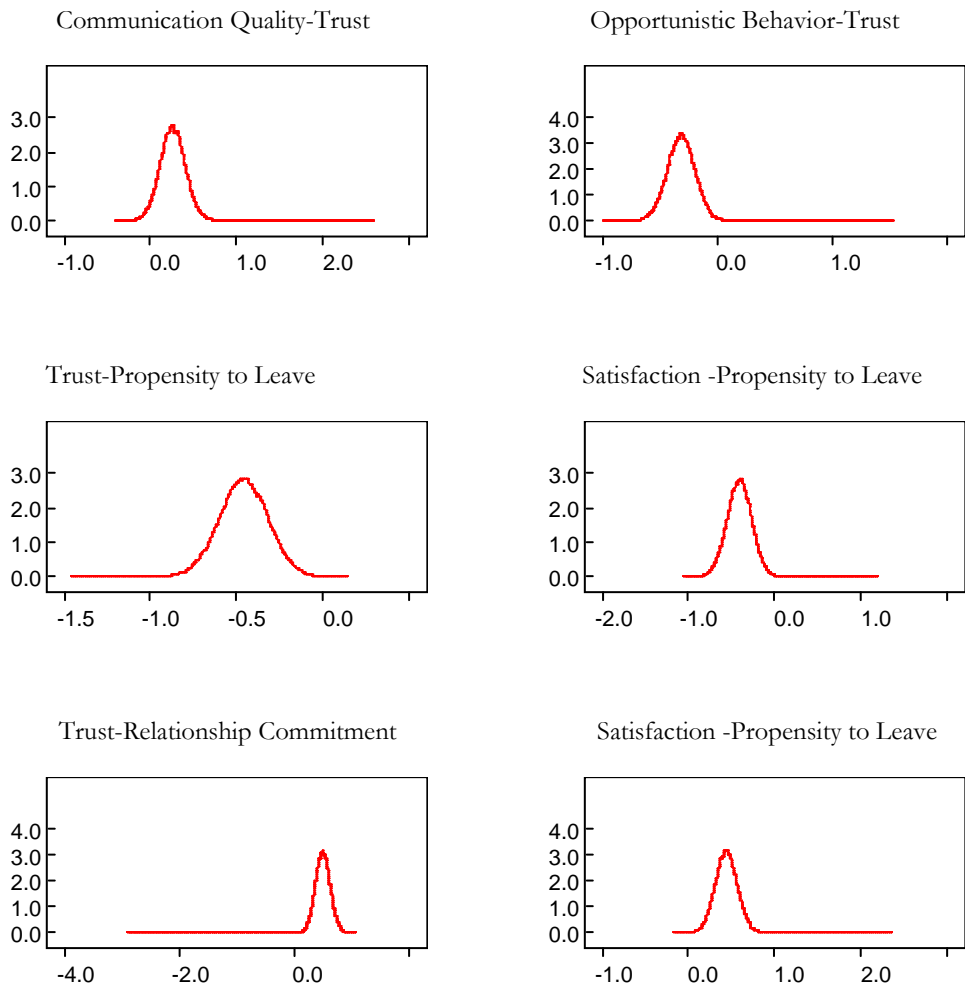 Communication Quality-Trust
3.0
2.0
1.0
0.0
-1.0 0.0 1.0 2.0
Opportunistic Behavior-Trust
4.0
3.0
2.0
1.0
0.0
-1.0 0.0 1.0
Trust-Propensity to Leave
3.0
2.0
1.0
0.0
-1.5 -1.0 -0.5 0.0
Satisfaction -Propensity to Leave
3.0
2.0
1.0
0.0
-2.0 -1.0 0.0 1.0
Trust-Relationship Commitment
4.0
3.0
2.0
1.0
0.0
-4.0 -2.0 0.0
Satisfaction -Propensity to Leave
4.0
3.0
2.0
1.0
0.0
-1.0 0.0 1.0 2.0